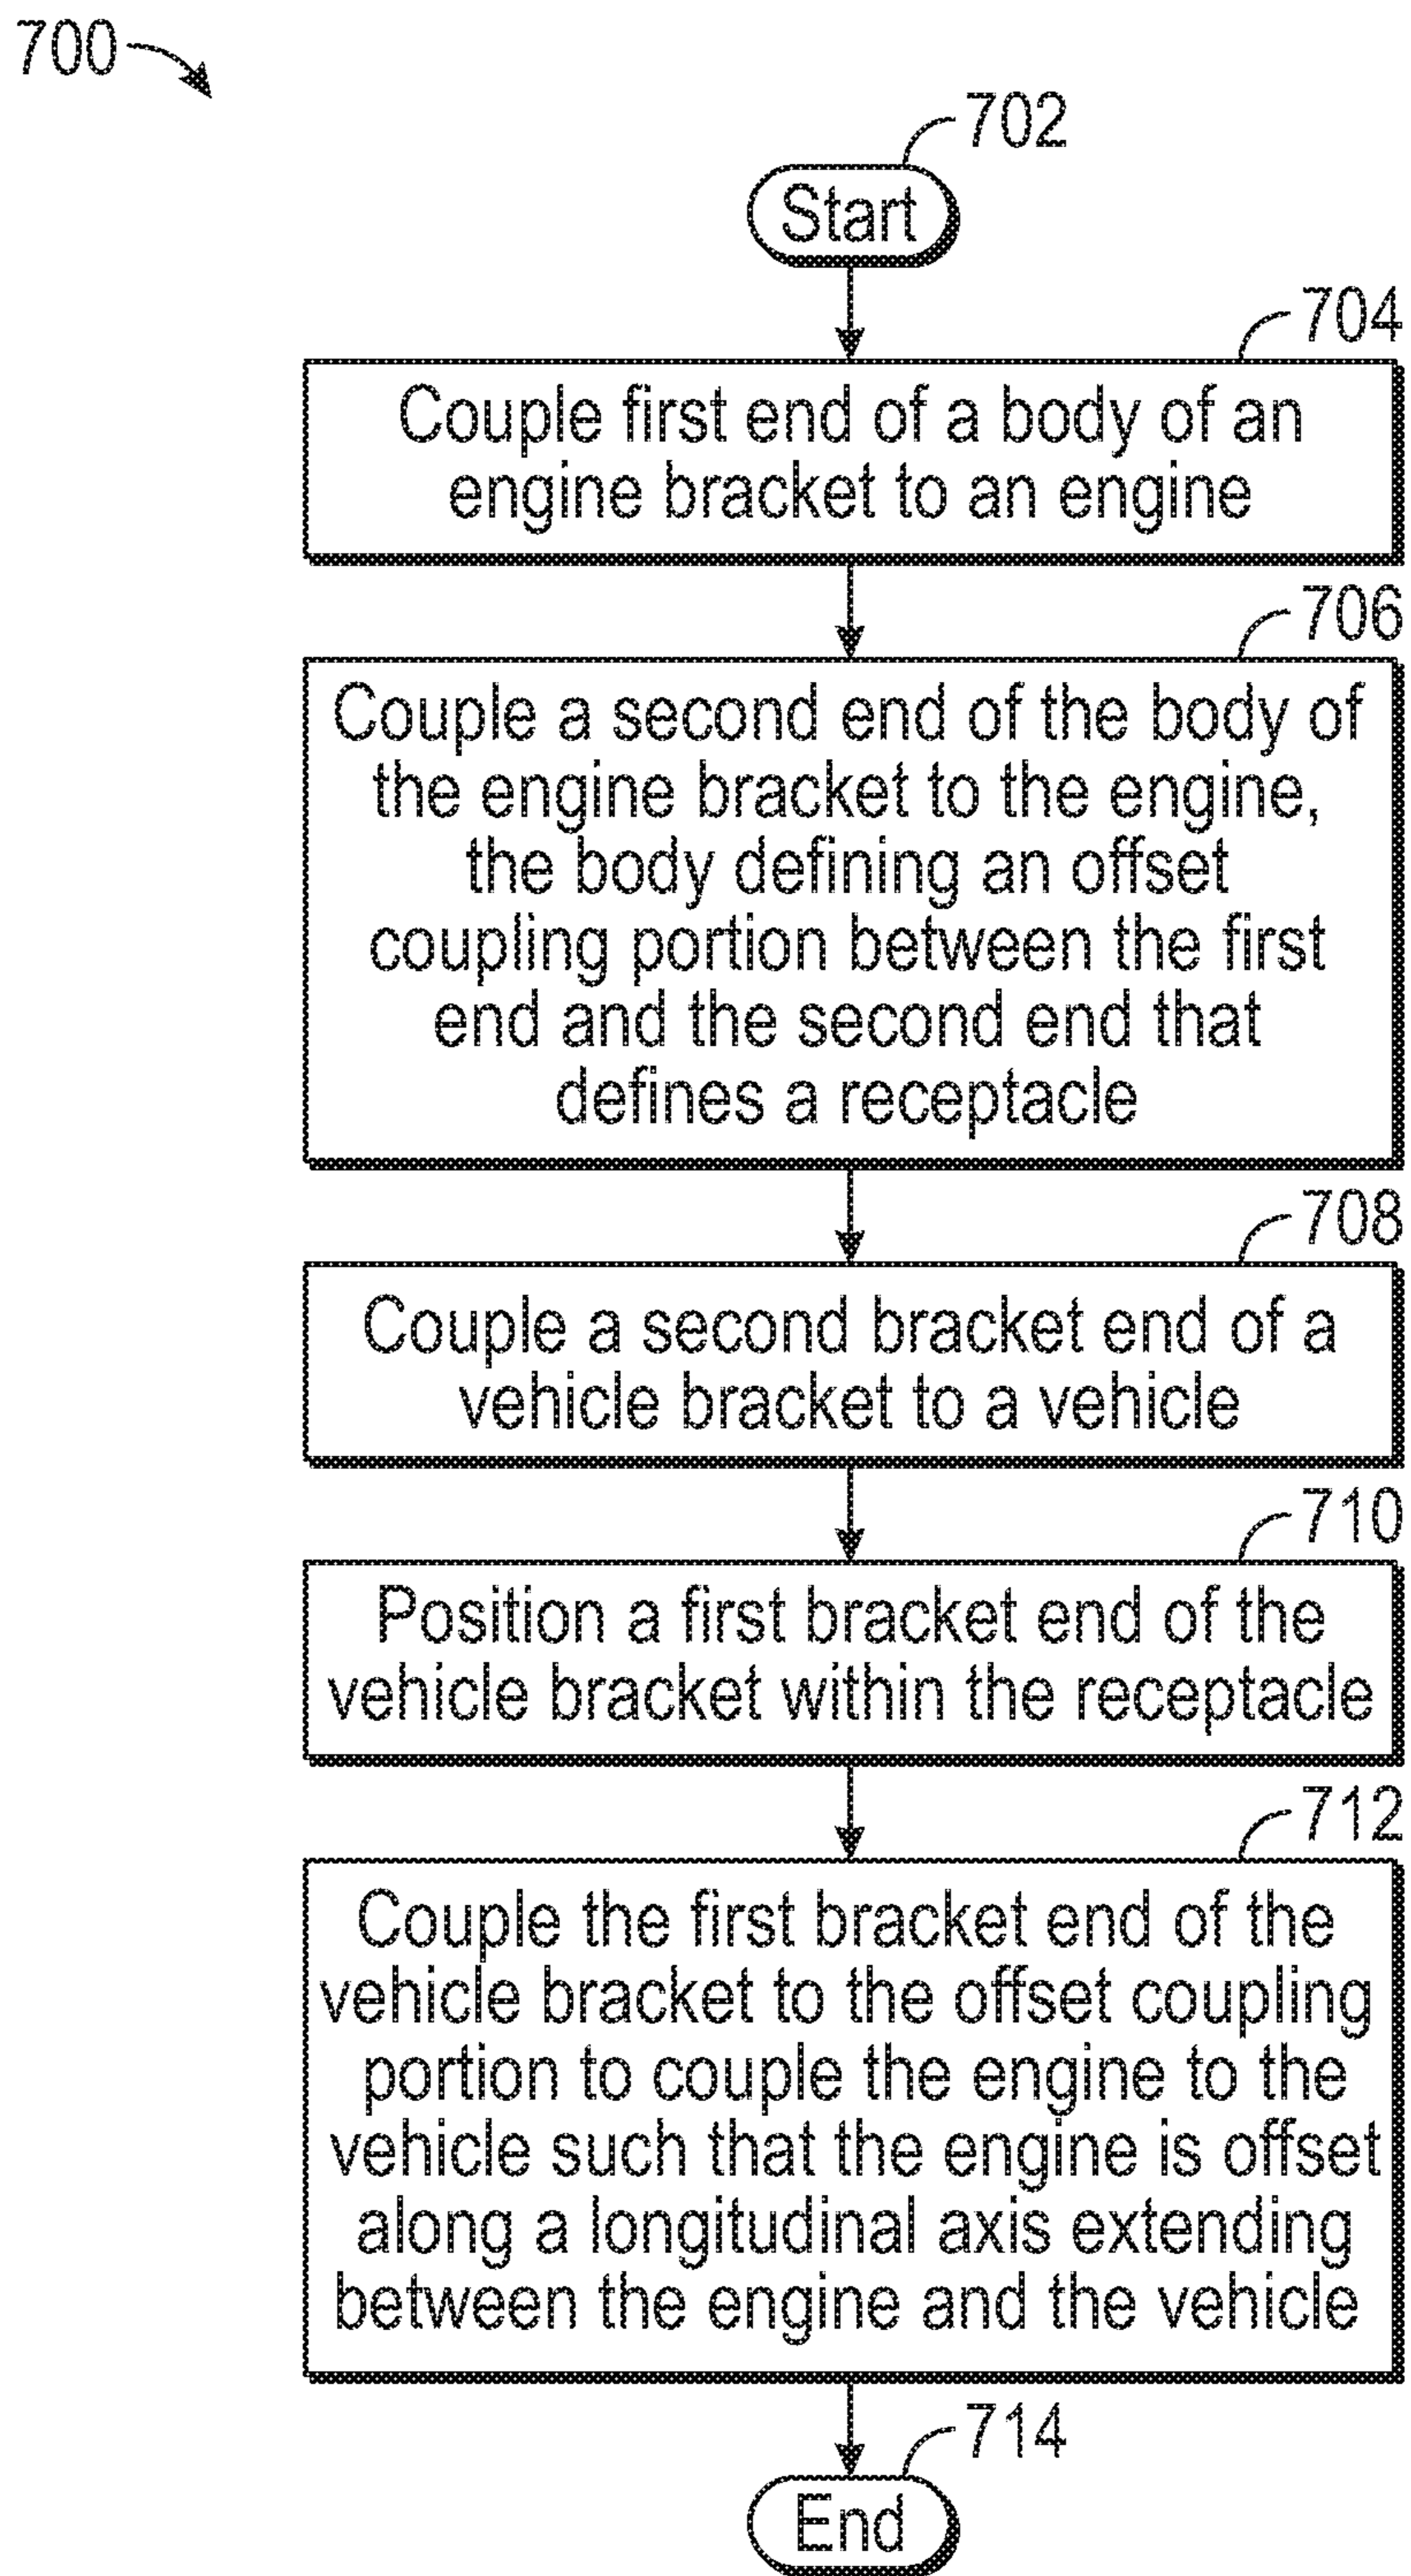 700
702
Start
704
Couple first end of a body of an
engine bracket to an engine
706
Couple a second end of the body of
the engine bracket to the engine,
the body defining an offset
coupling portion between the first
end and the second end that
defines a receptacle
708
Couple a second bracket end of a
vehicle bracket to a vehicle
710
Position a first bracket end of the
vehicle bracket within the receptacle
712
Couple the first bracket end of the
vehicle bracket to the offset coupling
portion to couple the engine to the
vehicle such that the engine is offset
along a longitudinal axis extending
between the engine and the vehicle
714
End